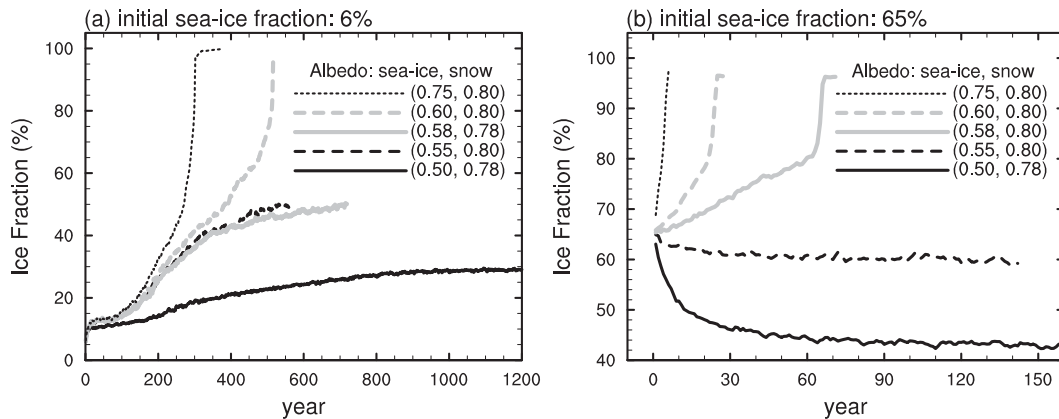 (a) initial sea-ice fraction: 6%
100
80
60
40
20
0
Ice Fraction (%)
Albedo: sea-ice, snow
(0.75, 0.80)
(0.60, 0.80)
(0.58, 0.78)
(0.55, 0.80)
(0.50, 0.78)
0 200 400 600 800 1000 1200
year
(b) initial sea-ice fraction: 65%
100
90
80
70
60
50
40
Ice Fraction (%)
Albedo: sea-ice, snow
(0.75, 0.80)
(0.60, 0.80)
(0.58, 0.80)
(0.55, 0.80)
(0.50, 0.78)
0 30 60 90 120 150
year